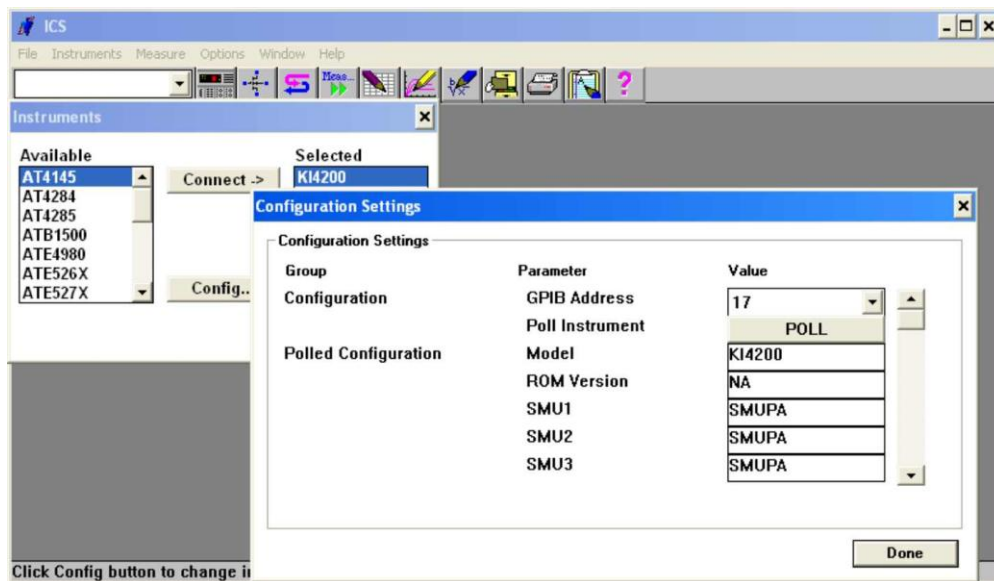 ICS
File Instruments Measure Options Window Help
Meas...
Instruments
Available
Selected
AT4145
AT4284
AT4285
ATB1500
ATE4980
ATE526X
ATE527X
Connect ->
KI4200
Config..
Configuration Settings
Configuration Settings
Group Parameter Value
Configuration GPIB Address 17
Poll Instrument POLL
Polled Configuration Model KI4200
ROM Version NA
SMU1 SMUPA
SMU2 SMUPA
SMU3 SMUPA
Done
Click Config button to change i